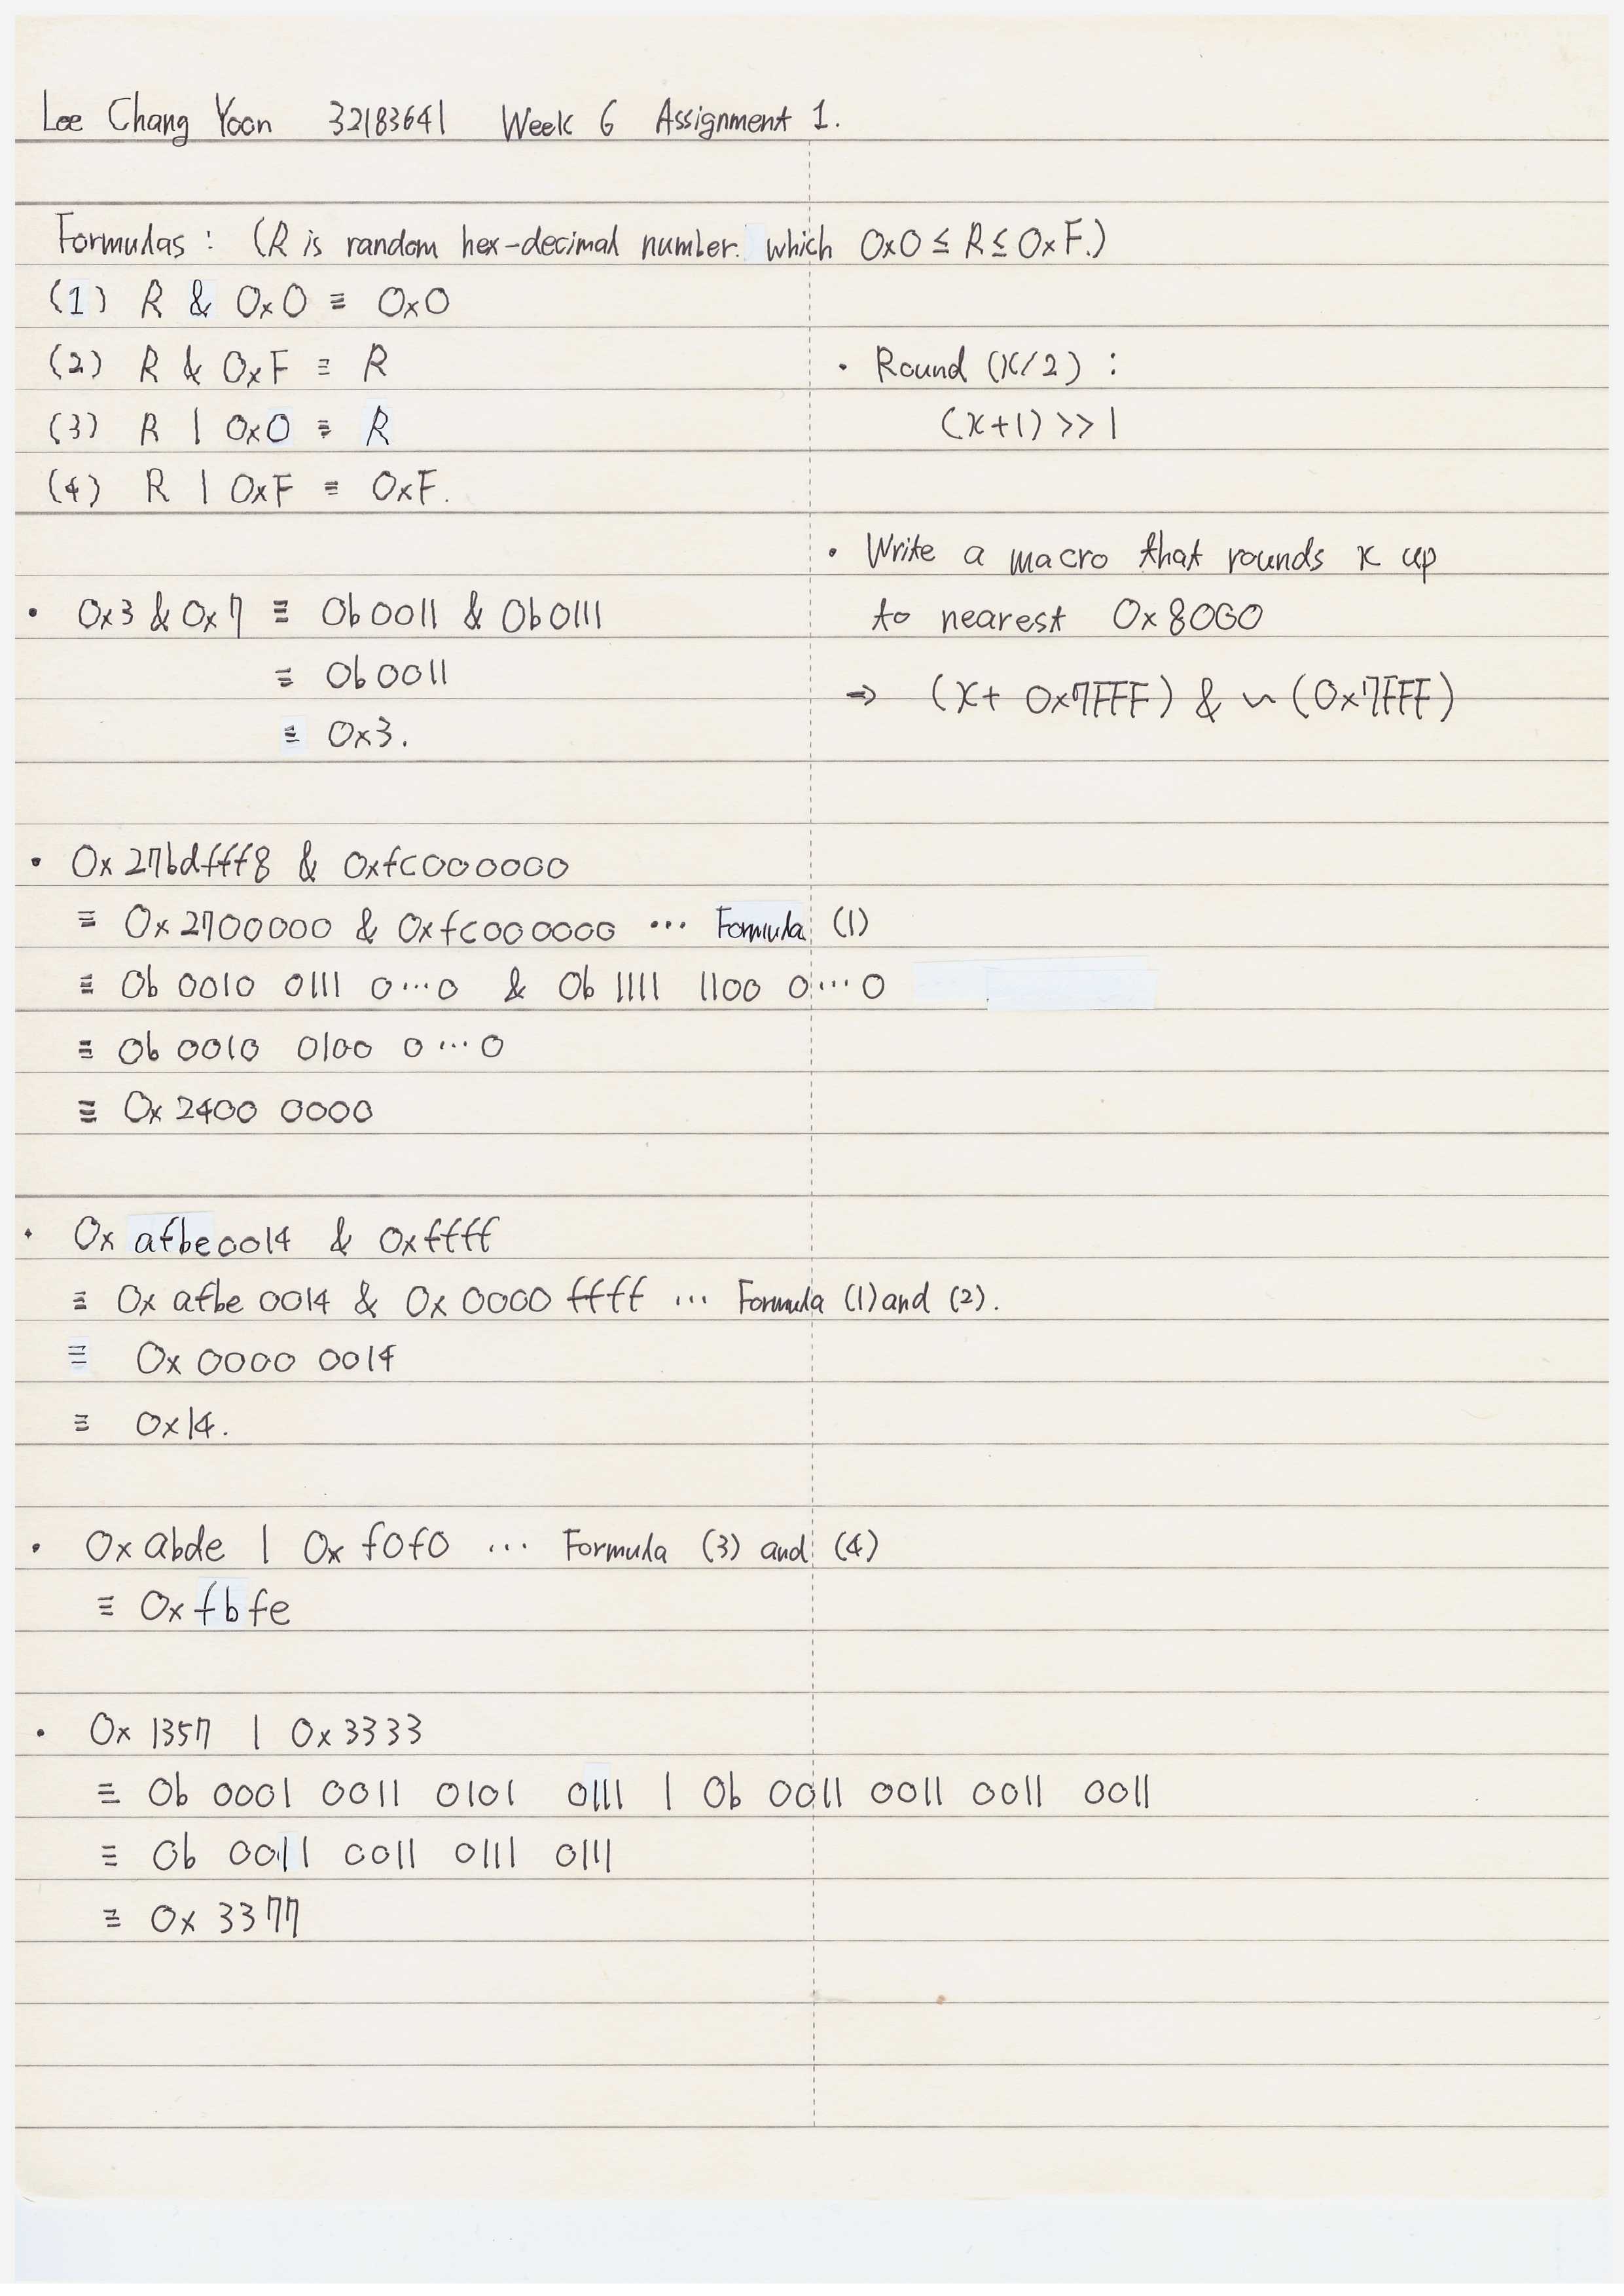 Lee Chang Yoon 32183641 Week 6 Assignment 1.
Formulas : (R is random hex-decimal number. which 0x0 ≤ R ≤ 0xF.)
(1) R & 0x0 ≡ 0x0
(2) R & 0xF ≡ R
(3) R | 0x0 ≡ R
(4) R | 0xF ≡ 0xF.
• 0x3 & 0x7 ≡ 0b0011 & 0b0111
≡ 0b0011
≡ 0x3.
• 0x27bdfff8 & 0xfc000000
≡ 0x2700000 & 0xfc000000 ... Formula (1)
≡ 0b 0010 0111 0...0 & 0b 1111 1100 0...0
≡ 0b 0010 0100 0...0
≡ 0x 2400 0000
• 0x afbe0014 & 0xffff
≡ 0x afbe 0014 & 0x 0000 ffff ... Formula (1) and (2).
≡ 0x 0000 0014
≡ 0x14.
• 0x abde | 0x f0f0 ... Formula (3) and (4)
≡ 0x fbfe
• 0x 1357 | 0x 3333
≡ 0b 0001 0011 0101 0111 | 0b 0011 0011 0011 0011
≡ 0b 0011 0011 0111 0111
≡ 0x 3377
• Round (x/2) :
(x+1) >> 1
• Write a macro that rounds x up
to nearest 0x8000
⇒ (x+ 0x7FFF) & ~ (0x7FFF)